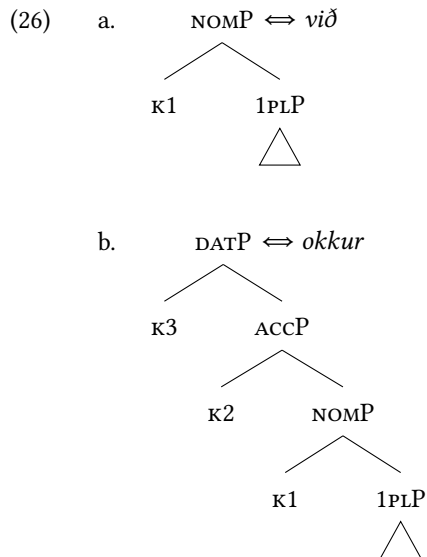 (26) a. NOMP ⇔ við
K1 1PLP
b. DATP ⇔ okkur
K3 ACCP
K2 NOMP
K1 1PLP